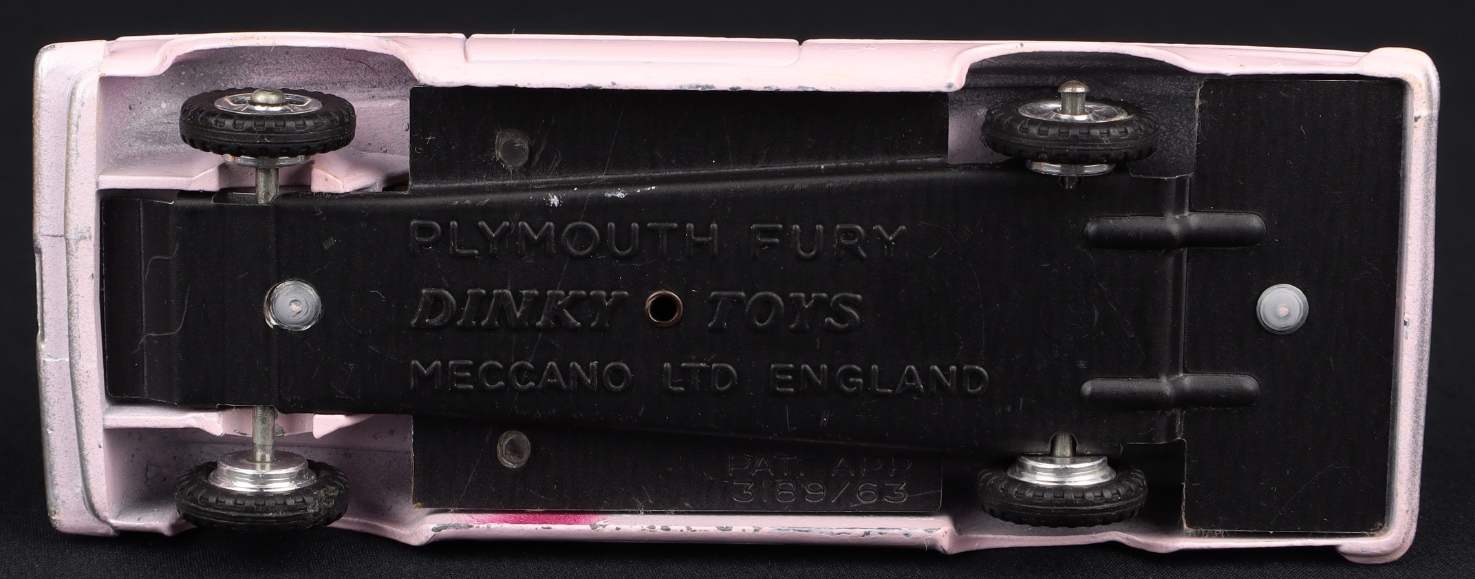 PLYMOUTH FURY
DINKY TOYS
MECCANO LTD ENGLAND
PAT. APP
3189/63